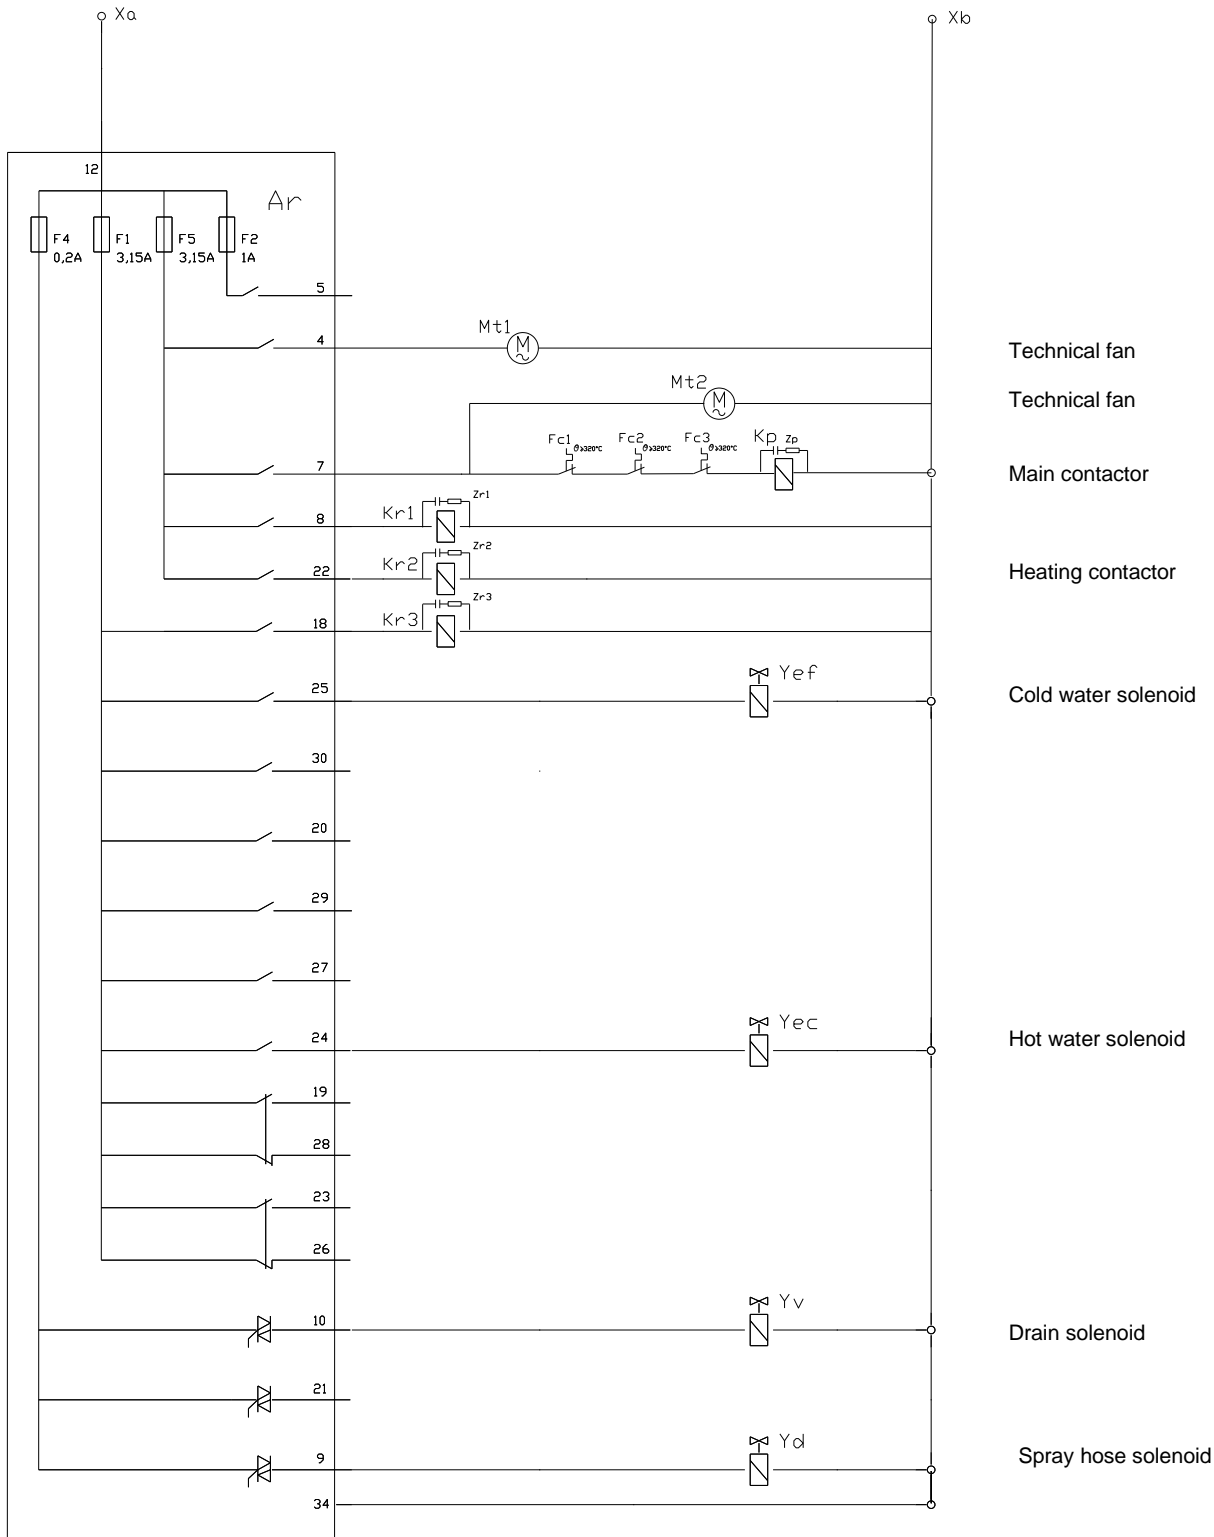 Xa
Xb
12
Ar
F4
0,2A
F1
3,15A
F5
3,15A
F2
1A
5
4
Mt1
M
Technical fan
Mt2
M
Technical fan
7
Fc1
θ≥320°C
Fc2
θ≥320°C
Fc3
θ≥320°C
Kp
Zp
Main contactor
8
Kr1
Zr1
22
Kr2
Zr2
Heating contactor
18
Kr3
Zr3
25
Yef
Cold water solenoid
30
20
29
27
24
Yec
Hot water solenoid
19
28
23
26
10
Yv
Drain solenoid
21
9
Yd
Spray hose solenoid
34